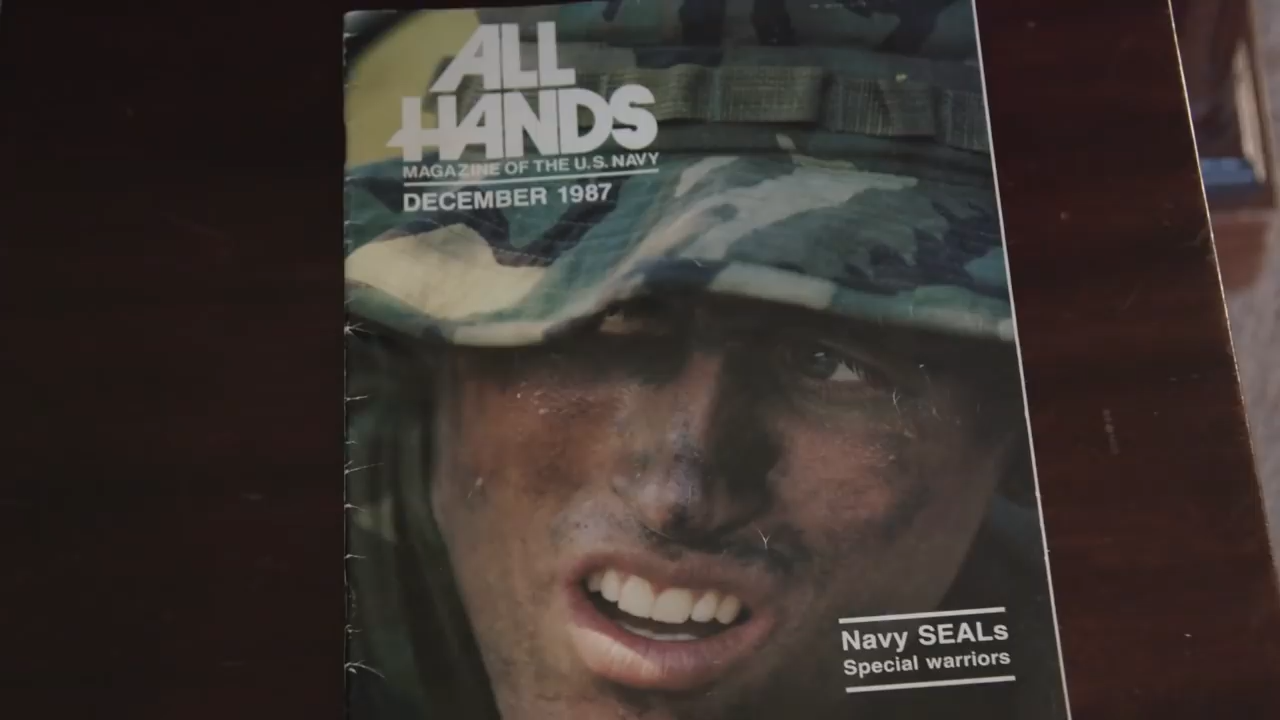 ALL
HANDS
MAGAZINE OF THE U.S. NAVY
DECEMBER 1987
Navy SEALs
Special warriors